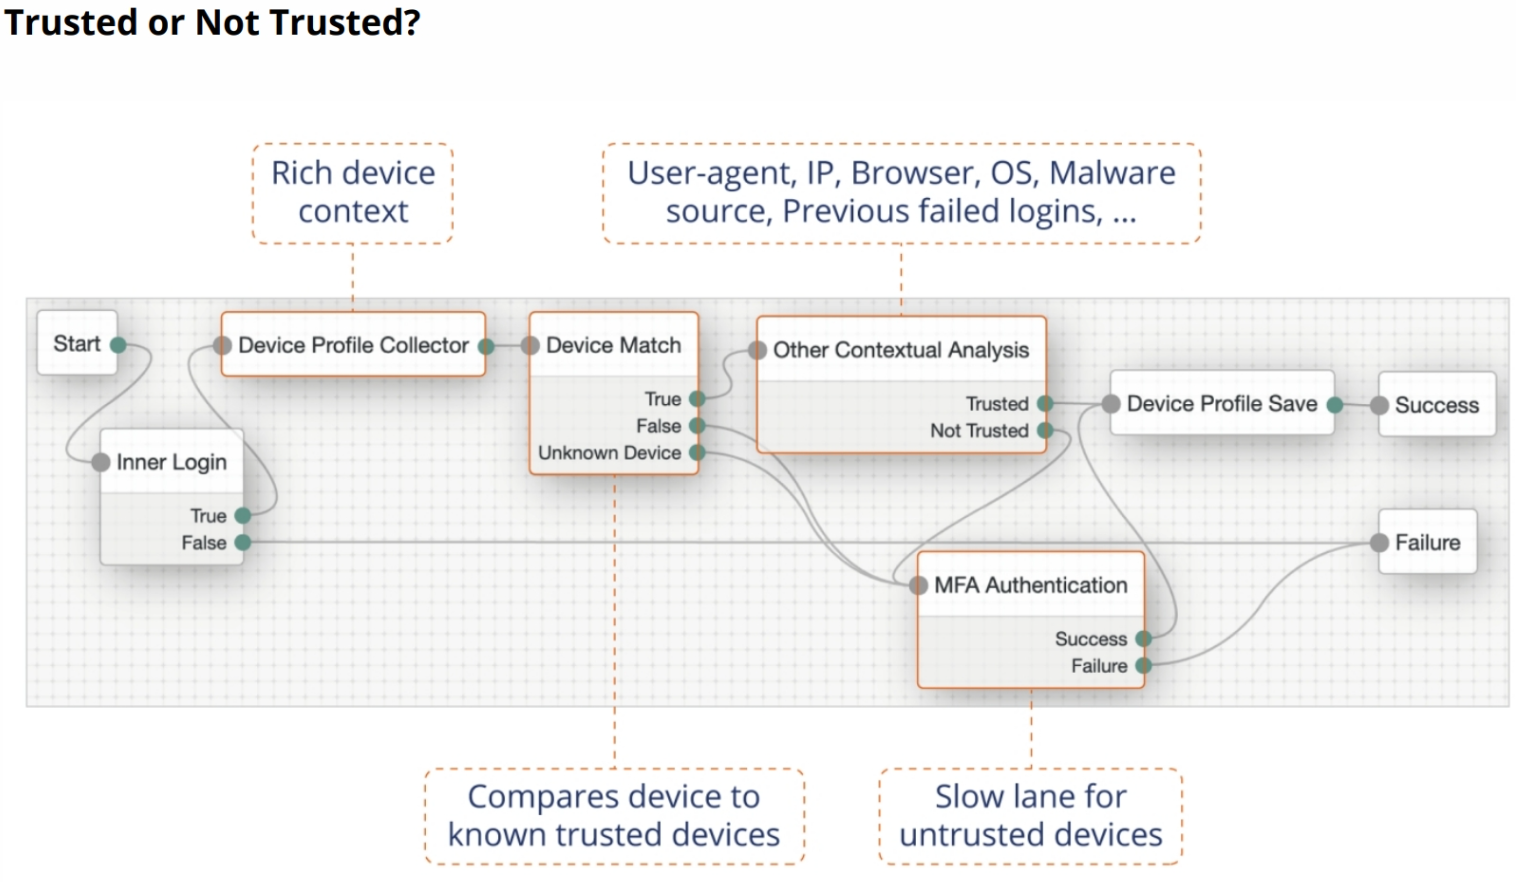 Trusted or Not Trusted?
Rich device
context
User-agent, IP, Browser, OS, Malware
source, Previous failed logins, ...
Start
Device Profile Collector
Device Match
True
False
Unknown Device
Other Contextual Analysis
Trusted
Not Trusted
Device Profile Save
Success
Inner Login
True
False
Failure
MFA Authentication
Success
Failure
Compares device to
known trusted devices
Slow lane for
untrusted devices